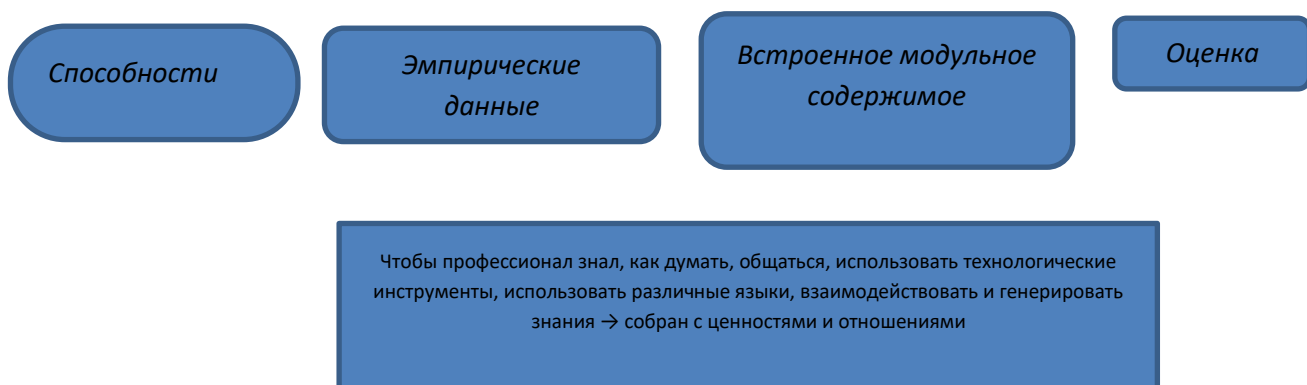 Способности
Эмпирические
данные
Встроенное модульное
содержимое
Оценка
Чтобы профессионал знал, как думать, общаться, использовать технологические
инструменты, использовать различные языки, взаимодействовать и генерировать
знания → собран с ценностями и отношениями